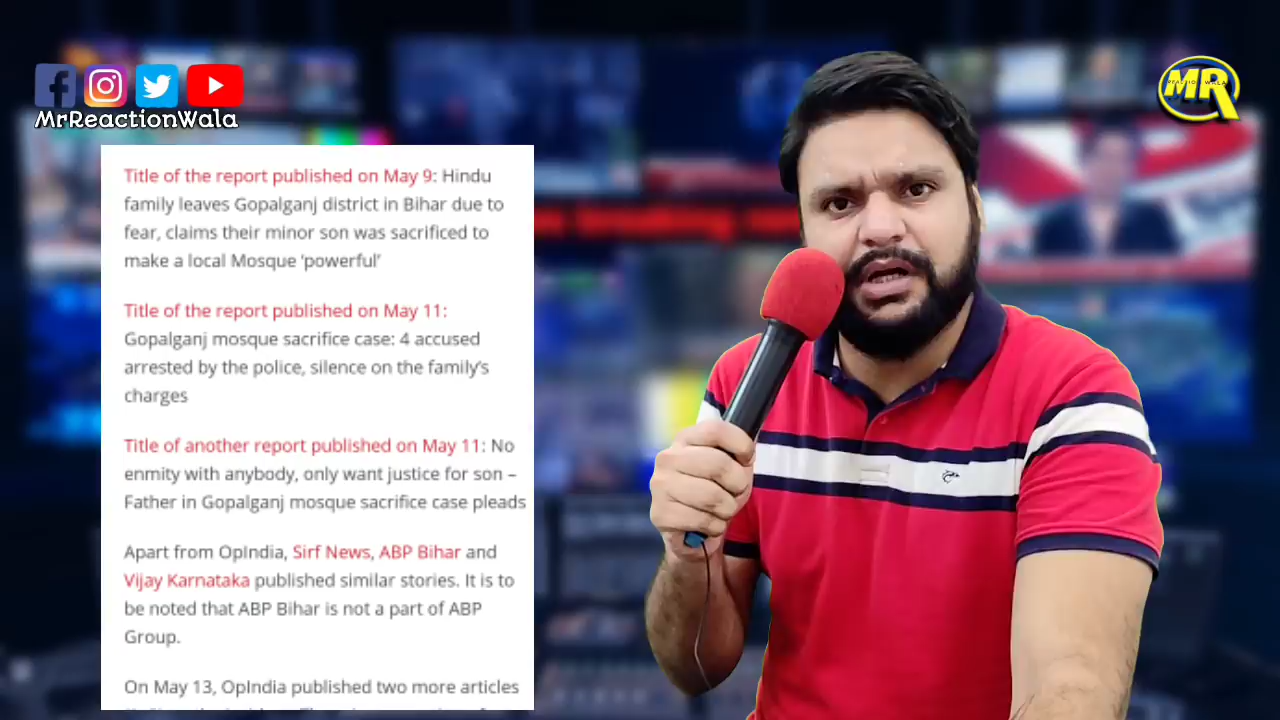 MrReactionWala
MR
REACTION WALA
Title of the report published on May 9: Hindu
family leaves Gopalganj district in Bihar due to
fear, claims their minor son was sacrificed to
make a local Mosque ‘powerful’
Title of the report published on May 11:
Gopalganj mosque sacrifice case: 4 accused
arrested by the police, silence on the family’s
charges
Title of another report published on May 11: No
enmity with anybody, only want justice for son –
Father in Gopalganj mosque sacrifice case pleads
Apart from OpIndia, Sirf News, ABP Bihar and
Vijay Karnataka published similar stories. It is to
be noted that ABP Bihar is not a part of ABP
Group.
On May 13, OpIndia published two more articles